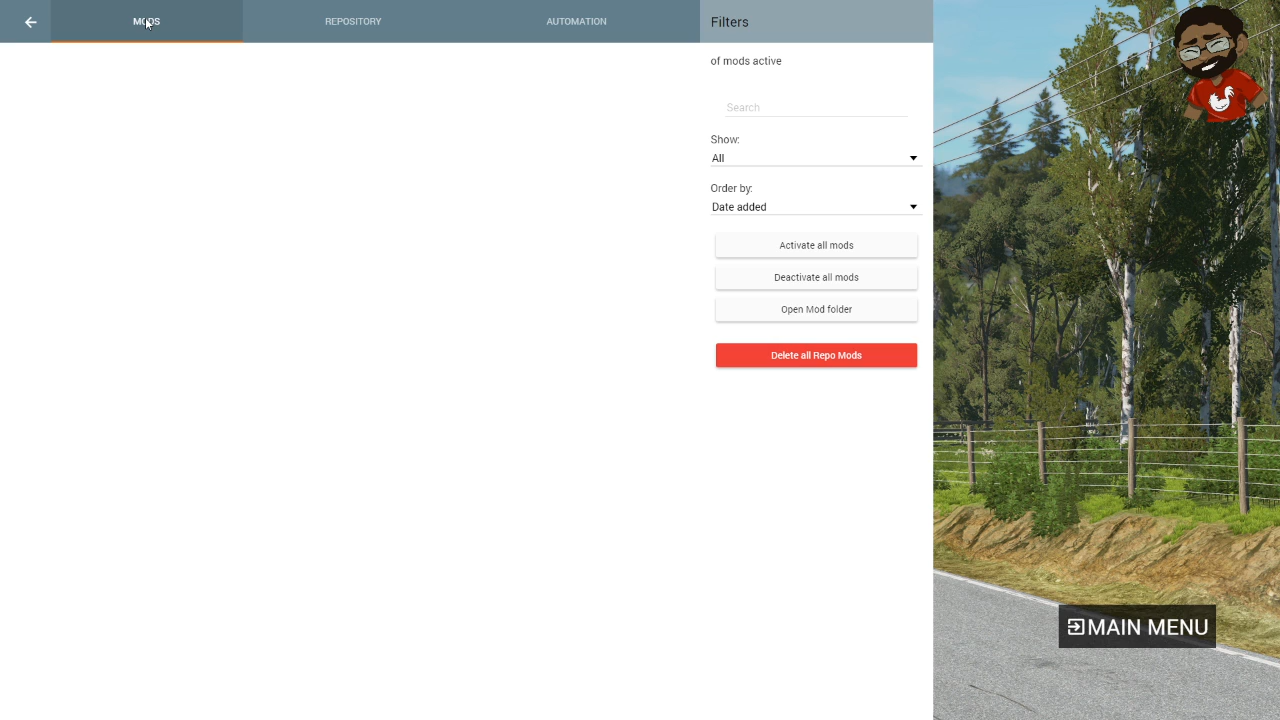 MODS
REPOSITORY
AUTOMATION
Filters
of mods active
Search
Show:
All
Order by:
Date added
Activate all mods
Deactivate all mods
Open Mod folder
Delete all Repo Mods
MAIN MENU